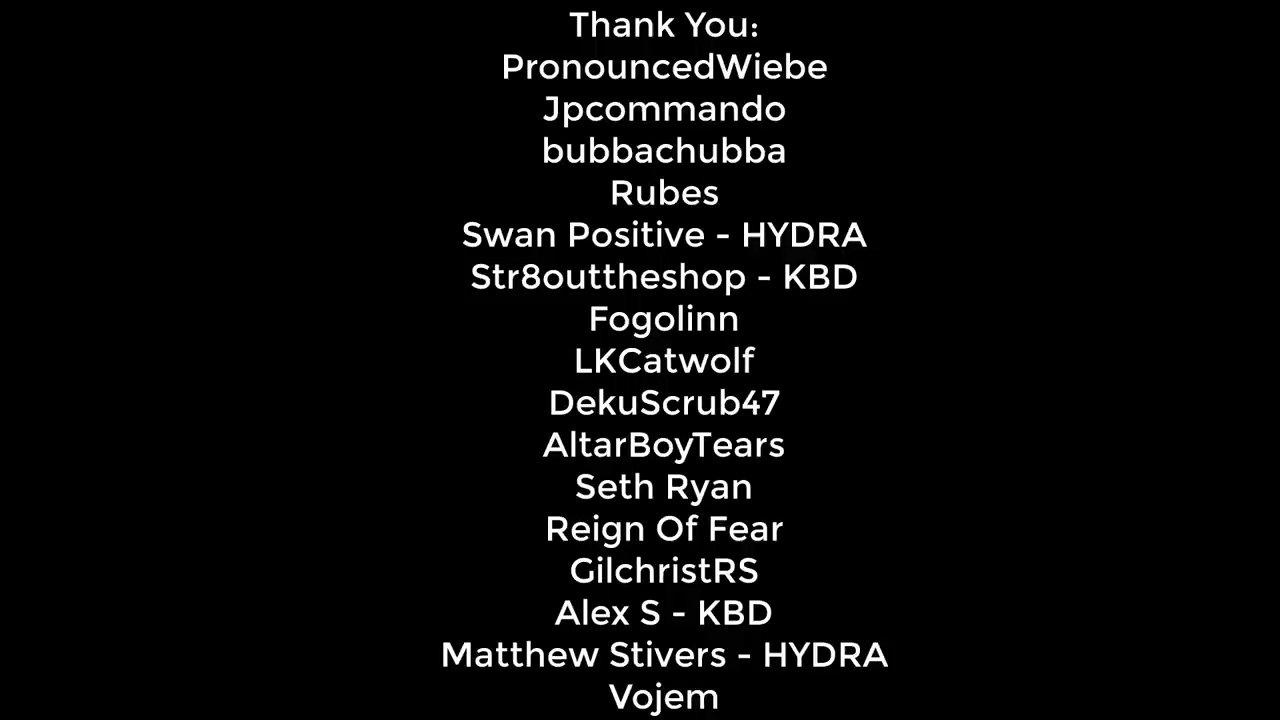 Thank You:
PronouncedWiebe
Jpcommando
bubbachubba
Rubes
Swan Positive - HYDRA
Str8outtheshop - KBD
Fogolinn
LKCatwolf
DekuScrub47
AltarBoyTears
Seth Ryan
Reign Of Fear
GilchristRS
Alex S - KBD
Matthew Stivers - HYDRA
Vojem